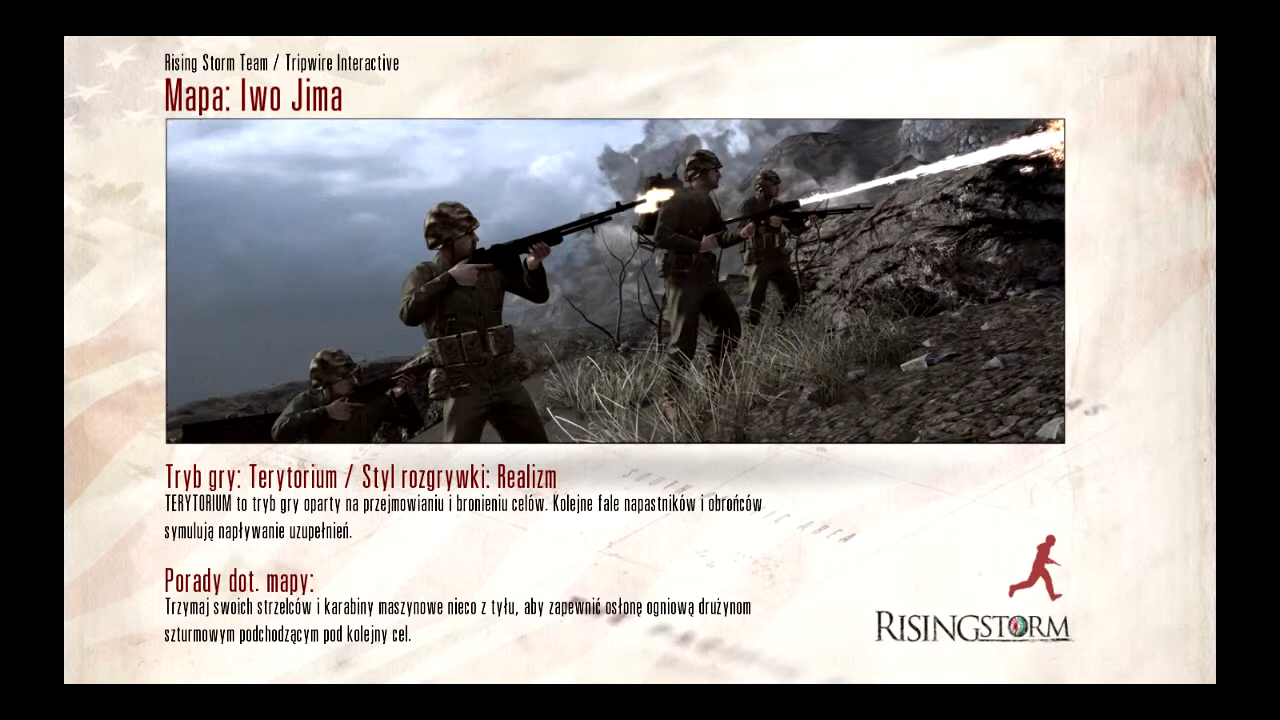 Rising Storm Team / Tripwire Interactive
Mapa: Iwo Jima
Tryb gry: Terytorium / Styl rozgrywki: Realizm
TERYTORIUM to tryb gry oparty na przejmowianiu i bronieniu celów. Kolejne fale napastników i obrońców
symulują napływanie uzupełnień.
Porady dot. mapy:
Trzymaj swoich strzelców i karabiny maszynowe nieco z tyłu, aby zapewnić osłonę ogniową drużynom
szturmowym podchodzącym pod kolejny cel.
RISINGSTORM